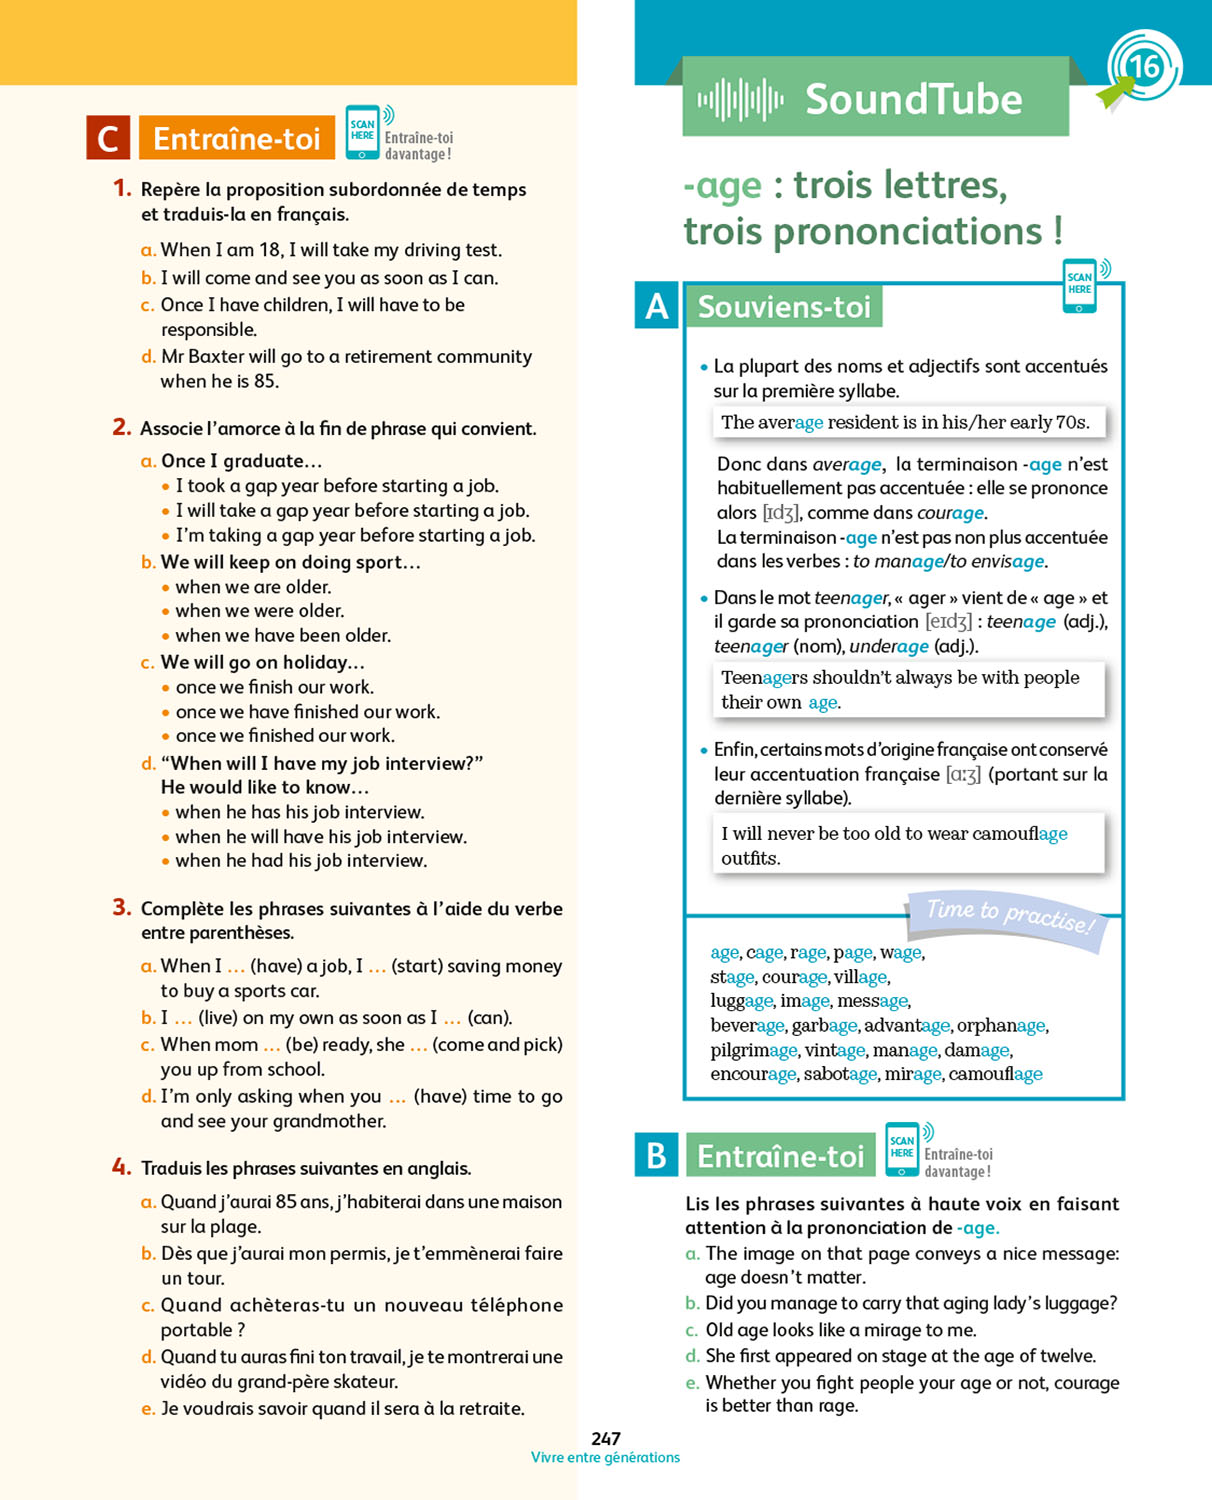 C Entraîne-toi
SCAN
HERE
Entraîne-toi
davantage !
1. Repère la proposition subordonnée de temps
et traduis-la en français.
a. When I am 18, I will take my driving test.
b. I will come and see you as soon as I can.
c. Once I have children, I will have to be
responsible.
d. Mr Baxter will go to a retirement community
when he is 85.
2. Associe l'amorce à la fin de phrase qui convient.
a. Once I graduate…
• I took a gap year before starting a job.
• I will take a gap year before starting a job.
• I'm taking a gap year before starting a job.
b. We will keep on doing sport…
• when we are older.
• when we were older.
• when we have been older.
c. We will go on holiday…
• once we finish our work.
• once we have finished our work.
• once we finished our work.
d. “When will I have my job interview?”
He would like to know…
• when he has his job interview.
• when he will have his job interview.
• when he had his job interview.
3. Complète les phrases suivantes à l'aide du verbe
entre parenthèses.
a. When I … (have) a job, I … (start) saving money
to buy a sports car.
b. I … (live) on my own as soon as I … (can).
c. When mom … (be) ready, she … (come and pick)
you up from school.
d. I'm only asking when you … (have) time to go
and see your grandmother.
4. Traduis les phrases suivantes en anglais.
a. Quand j'aurai 85 ans, j'habiterai dans une maison
sur la plage.
b. Dès que j'aurai mon permis, je t'emmènerai faire
un tour.
c. Quand achèteras-tu un nouveau téléphone
portable ?
d. Quand tu auras fini ton travail, je te montrerai une
vidéo du grand-père skateur.
e. Je voudrais savoir quand il sera à la retraite.
16
SoundTube
-age : trois lettres,
trois prononciations !
SCAN
HERE
A Souviens-toi
• La plupart des noms et adjectifs sont accentués
sur la première syllabe.
The average resident is in his/her early 70s.
Donc dans average, la terminaison -age n'est
habituellement pas accentuée : elle se prononce
alors [ɪdʒ], comme dans courage.
La terminaison -age n'est pas non plus accentuée
dans les verbes : to manage/to envisage.
• Dans le mot teenager, « ager » vient de « age » et
il garde sa prononciation [eɪdʒ] : teenage (adj.),
teenager (nom), underage (adj.).
Teenagers shouldn't always be with people
their own age.
• Enfin, certains mots d'origine française ont conservé
leur accentuation française [ɑːʒ] (portant sur la
dernière syllabe).
I will never be too old to wear camouflage
outfits.
Time to practise!
age, cage, rage, page, wage,
stage, courage, village,
luggage, image, message,
beverage, garbage, advantage, orphanage,
pilgrimage, vintage, manage, damage,
encourage, sabotage, mirage, camouflage
B Entraîne-toi
SCAN
HERE
Entraîne-toi
davantage !
Lis les phrases suivantes à haute voix en faisant
attention à la prononciation de -age.
a. The image on that page conveys a nice message:
age doesn't matter.
b. Did you manage to carry that aging lady's luggage?
c. Old age looks like a mirage to me.
d. She first appeared on stage at the age of twelve.
e. Whether you fight people your age or not, courage
is better than rage.
247
Vivre entre générations